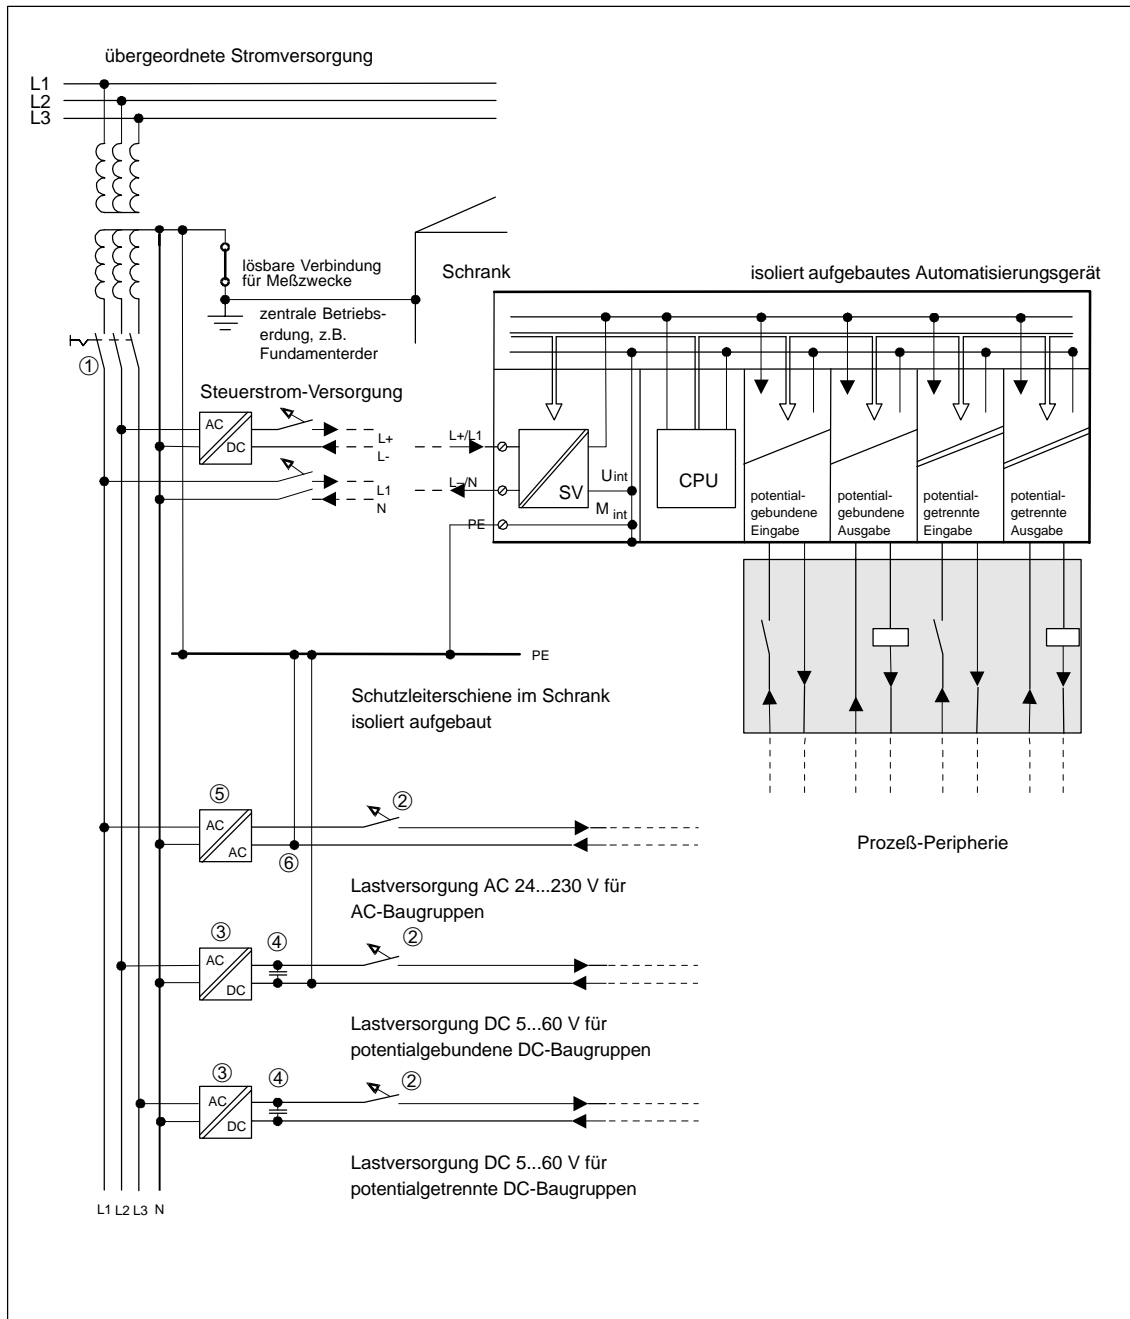 übergeordnete Stromversorgung
L1
L2
L3
lösbare Verbindung
für Meßzwecke
zentrale Betriebs-
erdung, z.B.
Fundamenterder
Schrank
isoliert aufgebautes Automatisierungsgerät
①
Steuerstrom-Versorgung
AC
DC
L+
L-
L1
N
L+/L1
L–/N
PE
SV
Uint
M int
CPU
potential-
gebundene
Eingabe
potential-
gebundene
Ausgabe
potential-
getrennte
Eingabe
potential-
getrennte
Ausgabe
PE
Schutzleiterschiene im Schrank
isoliert aufgebaut
⑤
②
AC
AC
⑥
Prozeß-Peripherie
Lastversorgung AC 24...230 V für
AC-Baugruppen
③
④
②
AC
DC
Lastversorgung DC 5...60 V für
potentialgebundene DC-Baugruppen
③
④
②
AC
DC
Lastversorgung DC 5...60 V für
potentialgetrennte DC-Baugruppen
L1 L2 L3 N